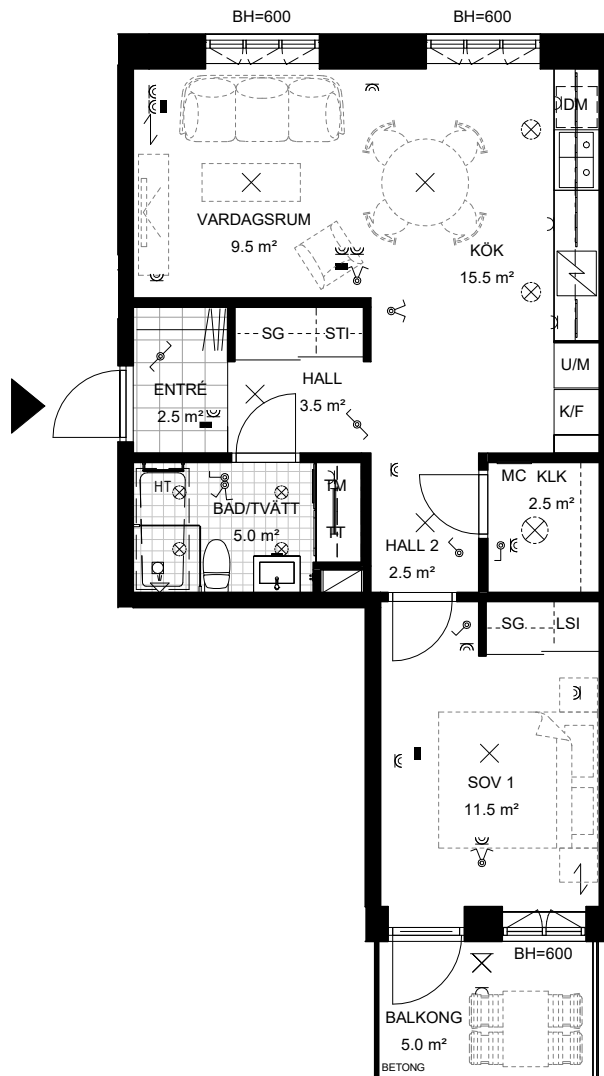 BH=600
BH=600
DM
VARDAGSRUM
9.5 m²
KÖK
15.5 m²
SG
STI
U/M
HALL
3.5 m²
ENTRÉ
2.5 m²
K/F
HT
TM
BAD/TVÄTT
5.0 m²
MC
KLK
2.5 m²
HALL 2
2.5 m²
SG
LSI
SOV 1
11.5 m²
BH=600
BALKONG
5.0 m²
BETONG